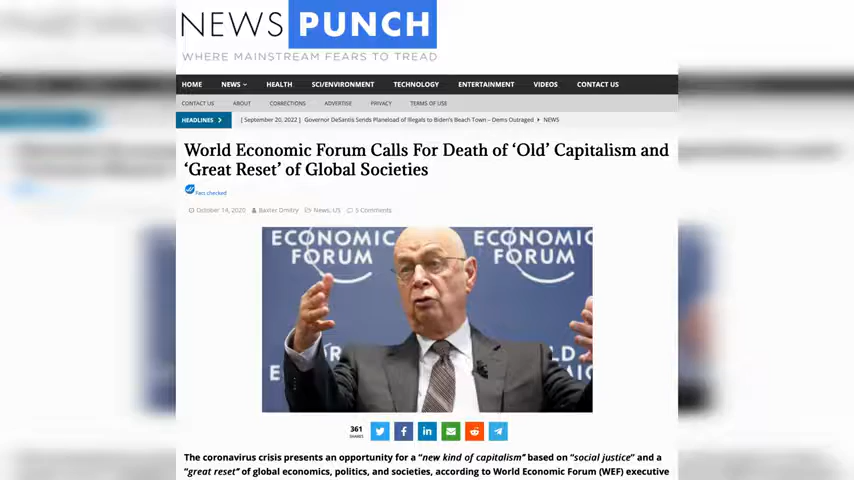 NEWS PUNCH
WHERE MAINSTREAM FEARS TO TREAD
HOME NEWS HEALTH SCI/ENVIRONMENT TECHNOLOGY ENTERTAINMENT VIDEOS CONTACT US
CONTACT US ABOUT CORRECTIONS ADVERTISE PRIVACY TERMS OF USE
HEADLINES [ September 20, 2022 ] Governor DeSantis Sends Planeload of Illegals to Biden's Beach Town – Dems Outraged NEWS
World Economic Forum Calls For Death of ‘Old’ Capitalism and
‘Great Reset’ of Global Societies
Fact checked
October 14, 2020 Baxter Dmitry News, US 5 Comments
ECONOMIC FORUM
ECONOMIC FORUM
361
SHARES
The coronavirus crisis presents an opportunity for a “new kind of capitalism” based on “social justice” and a
“great reset” of global economics, politics, and societies, according to World Economic Forum (WEF) executive